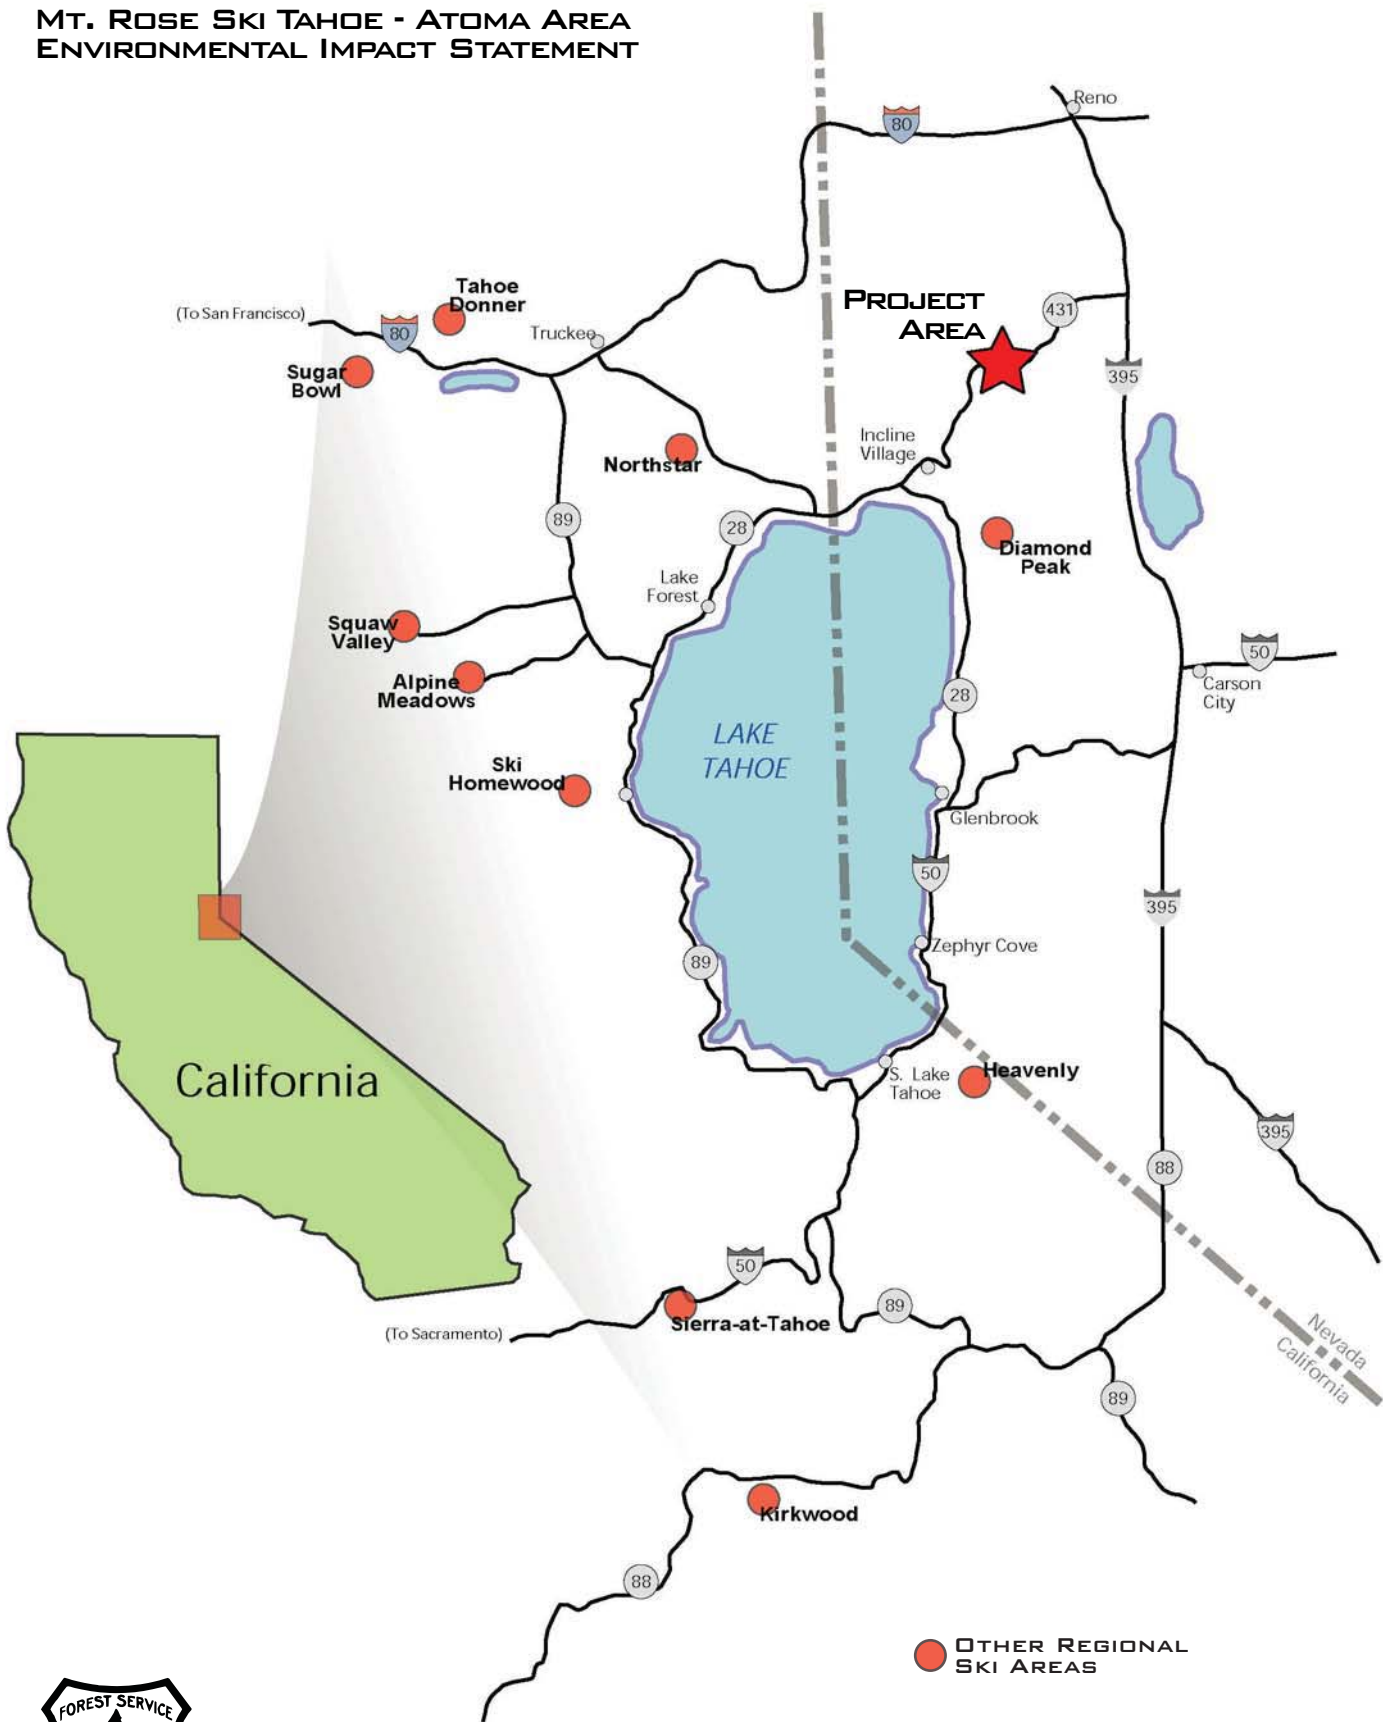 MT. ROSE SKI TAHOE - ATOMA AREA
ENVIRONMENTAL IMPACT STATEMENT
Reno
80
Tahoe
Donner
(To San Francisco)
80
Truckee
PROJECT
AREA
431
Sugar
Bowl
395
Incline
Village
Northstar
89
28
Diamond
Peak
Lake
Forest
Squaw
Valley
50
Alpine
Meadows
Carson
City
28
LAKE
TAHOE
Ski
Homewood
Glenbrook
50
395
Zephyr Cove
89
California
S. Lake
Tahoe
Heavenly
395
88
50
89
Sierra-at-Tahoe
(To Sacramento)
Nevada
California
89
Kirkwood
88
OTHER REGIONAL
SKI AREAS
FOREST SERVICE